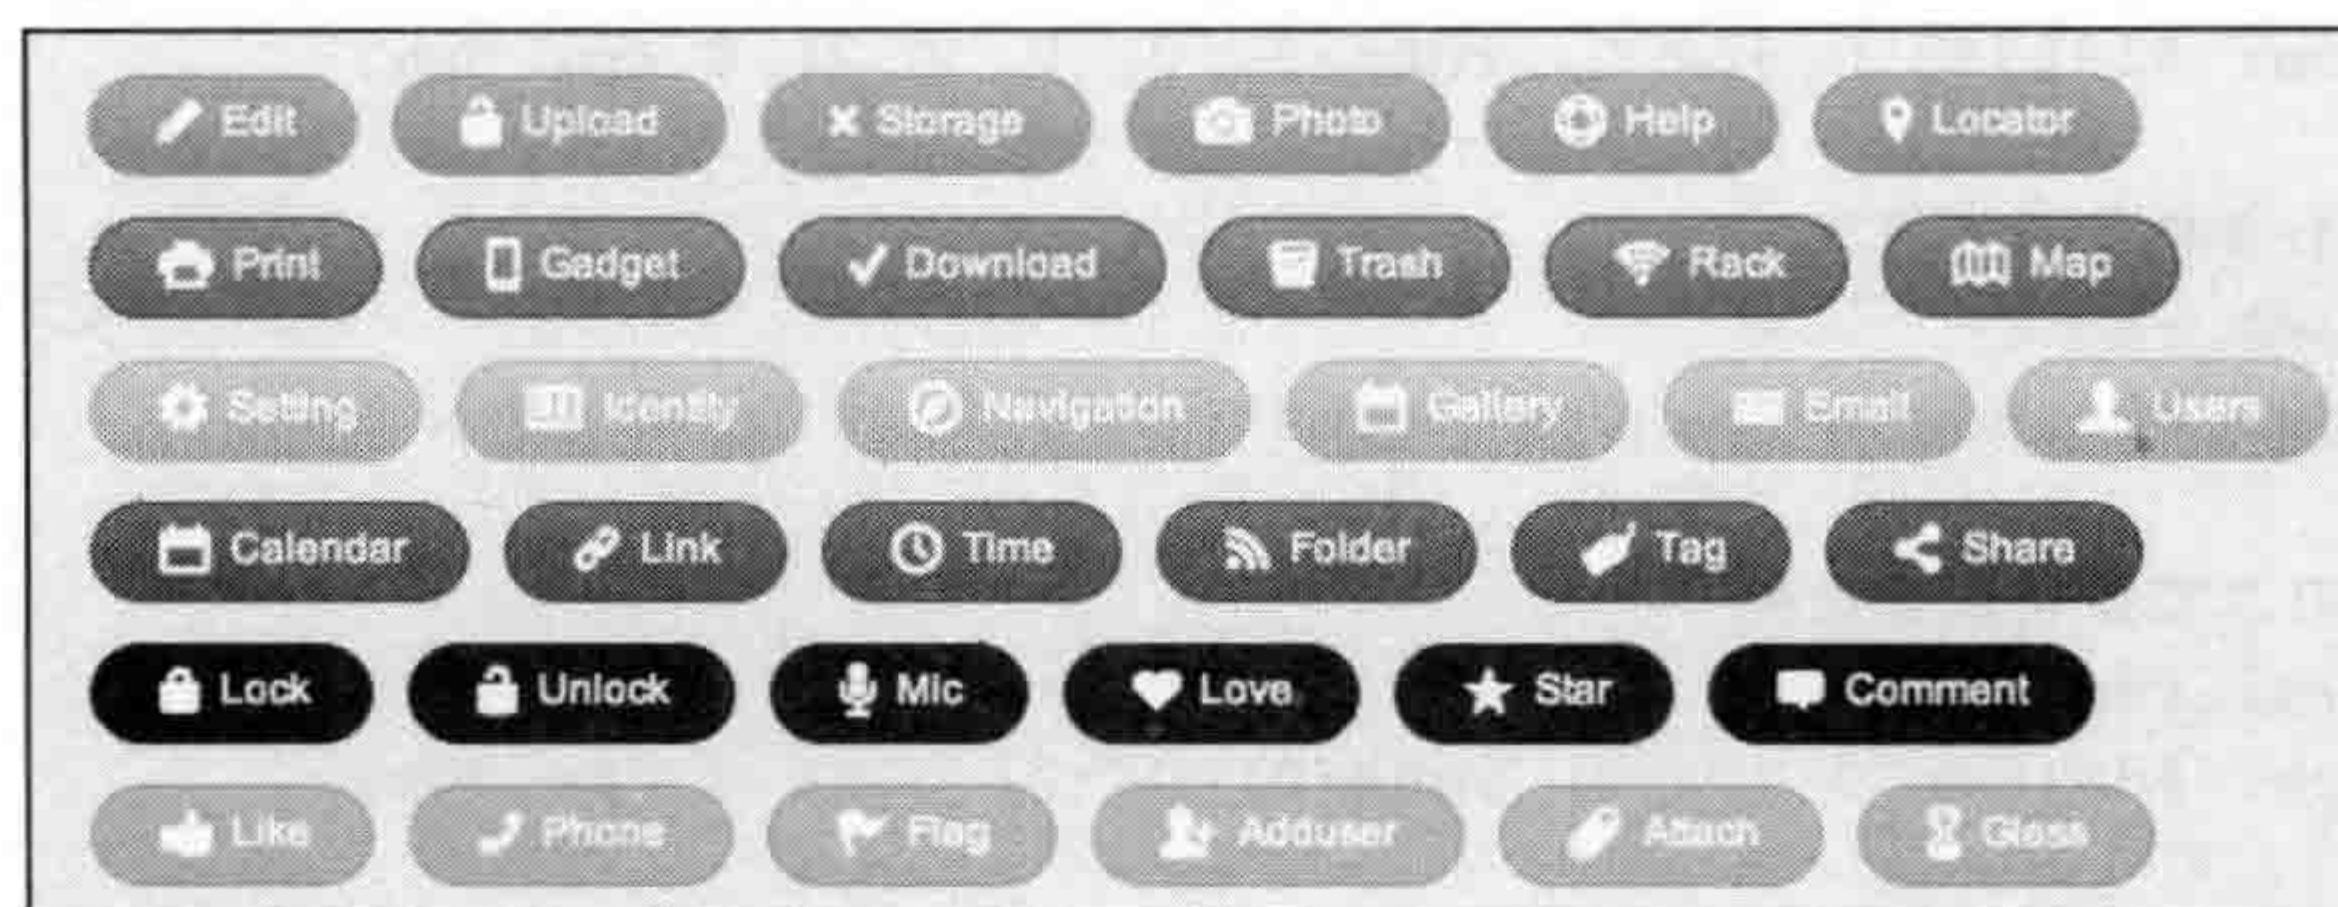 Edit Upload Storage Photo Help Locator
Print Gadget Download Trash Rack Map
Setting Identity Navigation Gallery Email Users
Calendar Link Time Folder Tag Share
Lock Unlock Mic Love Star Comment
Like Phone Flag Adduser Attach Glass